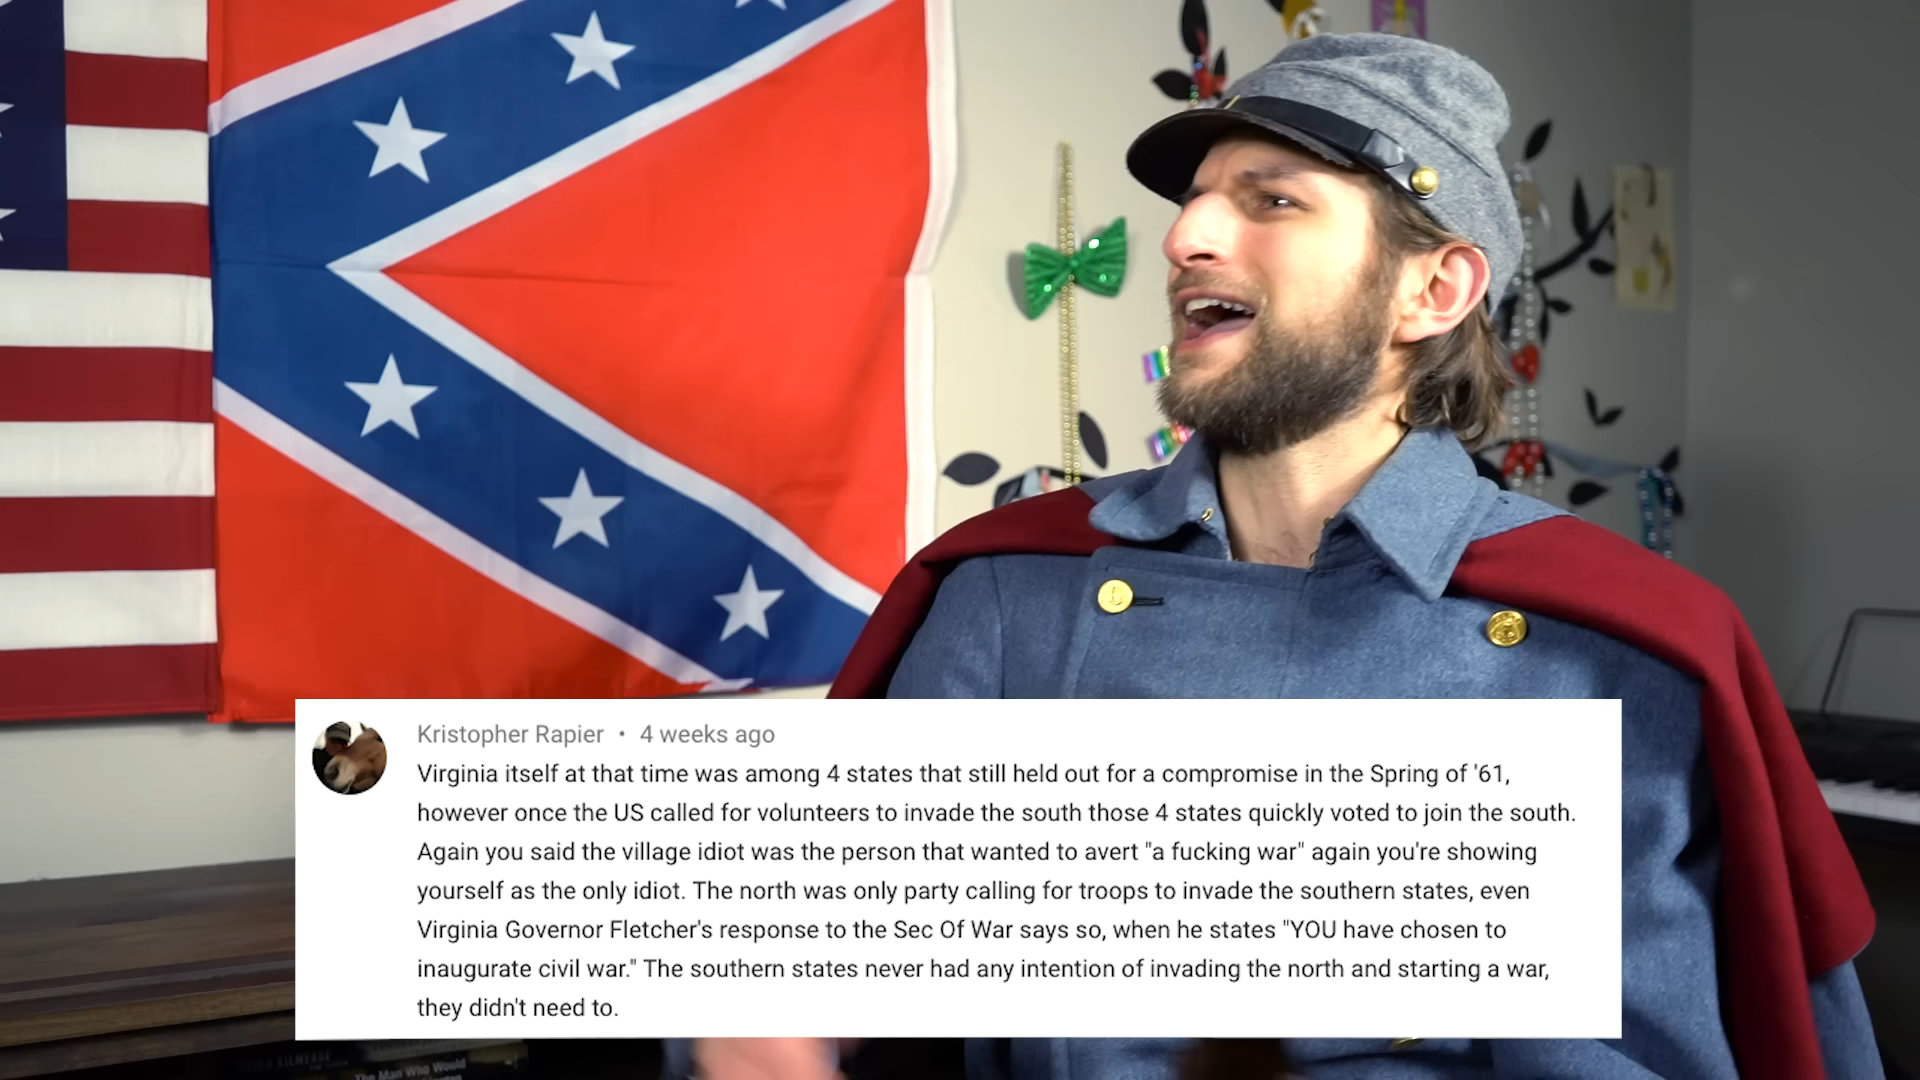 Kristopher Rapier • 4 weeks ago
Virginia itself at that time was among 4 states that still held out for a compromise in the Spring of '61,
however once the US called for volunteers to invade the south those 4 states quickly voted to join the south.
Again you said the village idiot was the person that wanted to avert "a fucking war" again you're showing
yourself as the only idiot. The north was only party calling for troops to invade the southern states, even
Virginia Governor Fletcher's response to the Sec Of War says so, when he states "YOU have chosen to
inaugurate civil war." The southern states never had any intention of invading the north and starting a war,
they didn't need to.
The Man Who Would